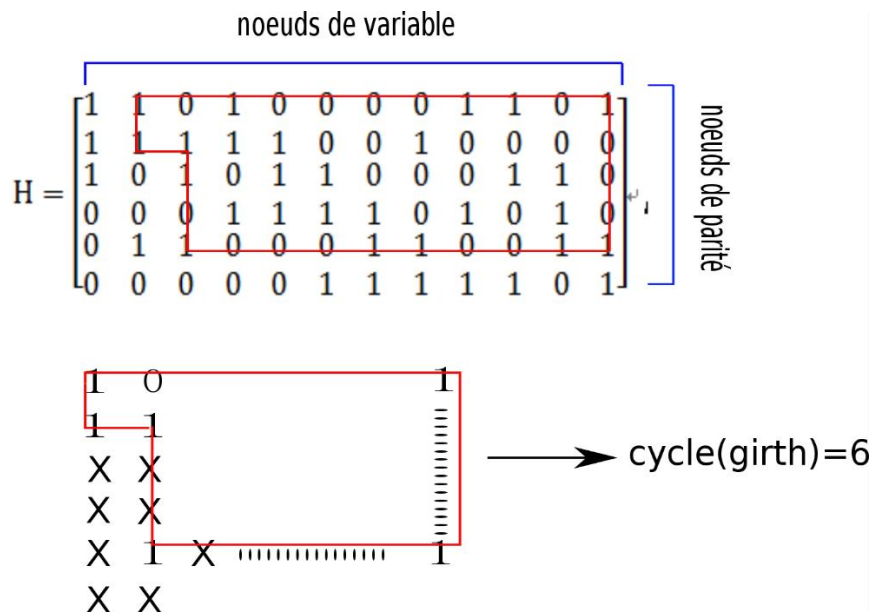 noeuds de variable
1 1 0 1 0 0 0 0 1 1 0 1
1 1 1 1 1 0 0 1 0 0 0 0
1 0 1 0 1 1 0 0 0 1 1 0
H =
0 0 0 1 1 1 1 0 1 0 1 0
0 1 1 0 0 0 1 1 0 0 1 1
0 0 0 0 0 1 1 1 1 1 0 1
noeuds de parité
1 0 1
1 1
X X
X X
X 1 X 1
X X
cycle(girth)=6